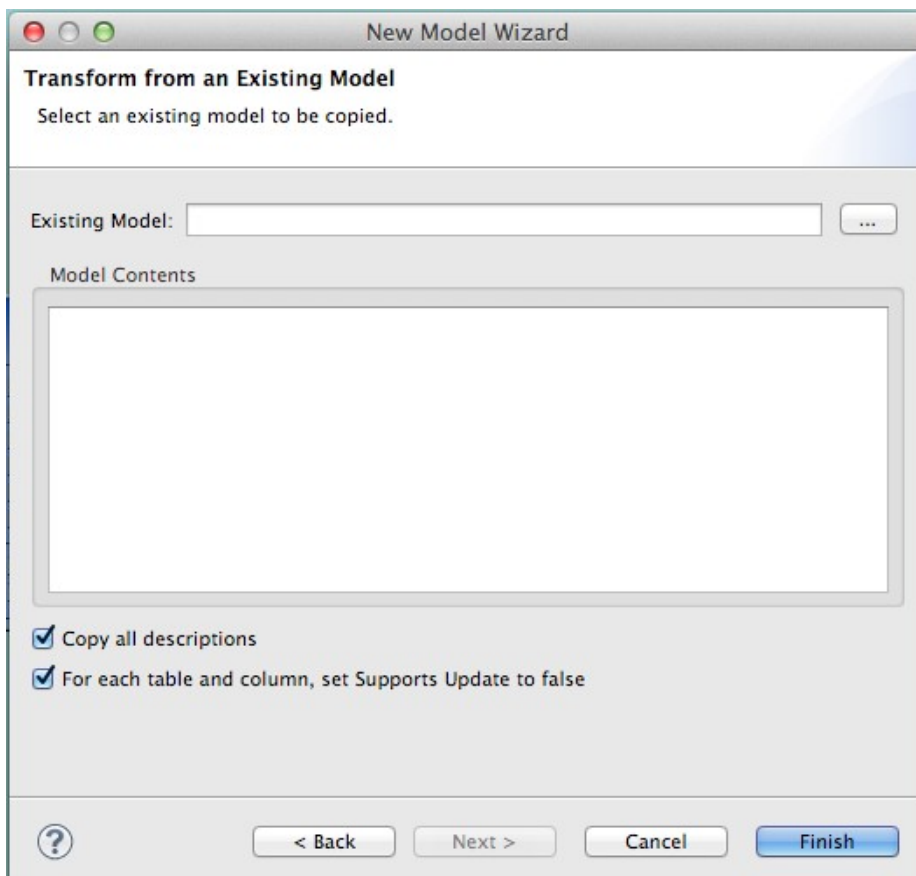 New Model Wizard
Transform from an Existing Model
Select an existing model to be copied.
Existing Model:
...
Model Contents
Copy all descriptions
For each table and column, set Supports Update to false
?
< Back
Next >
Cancel
Finish